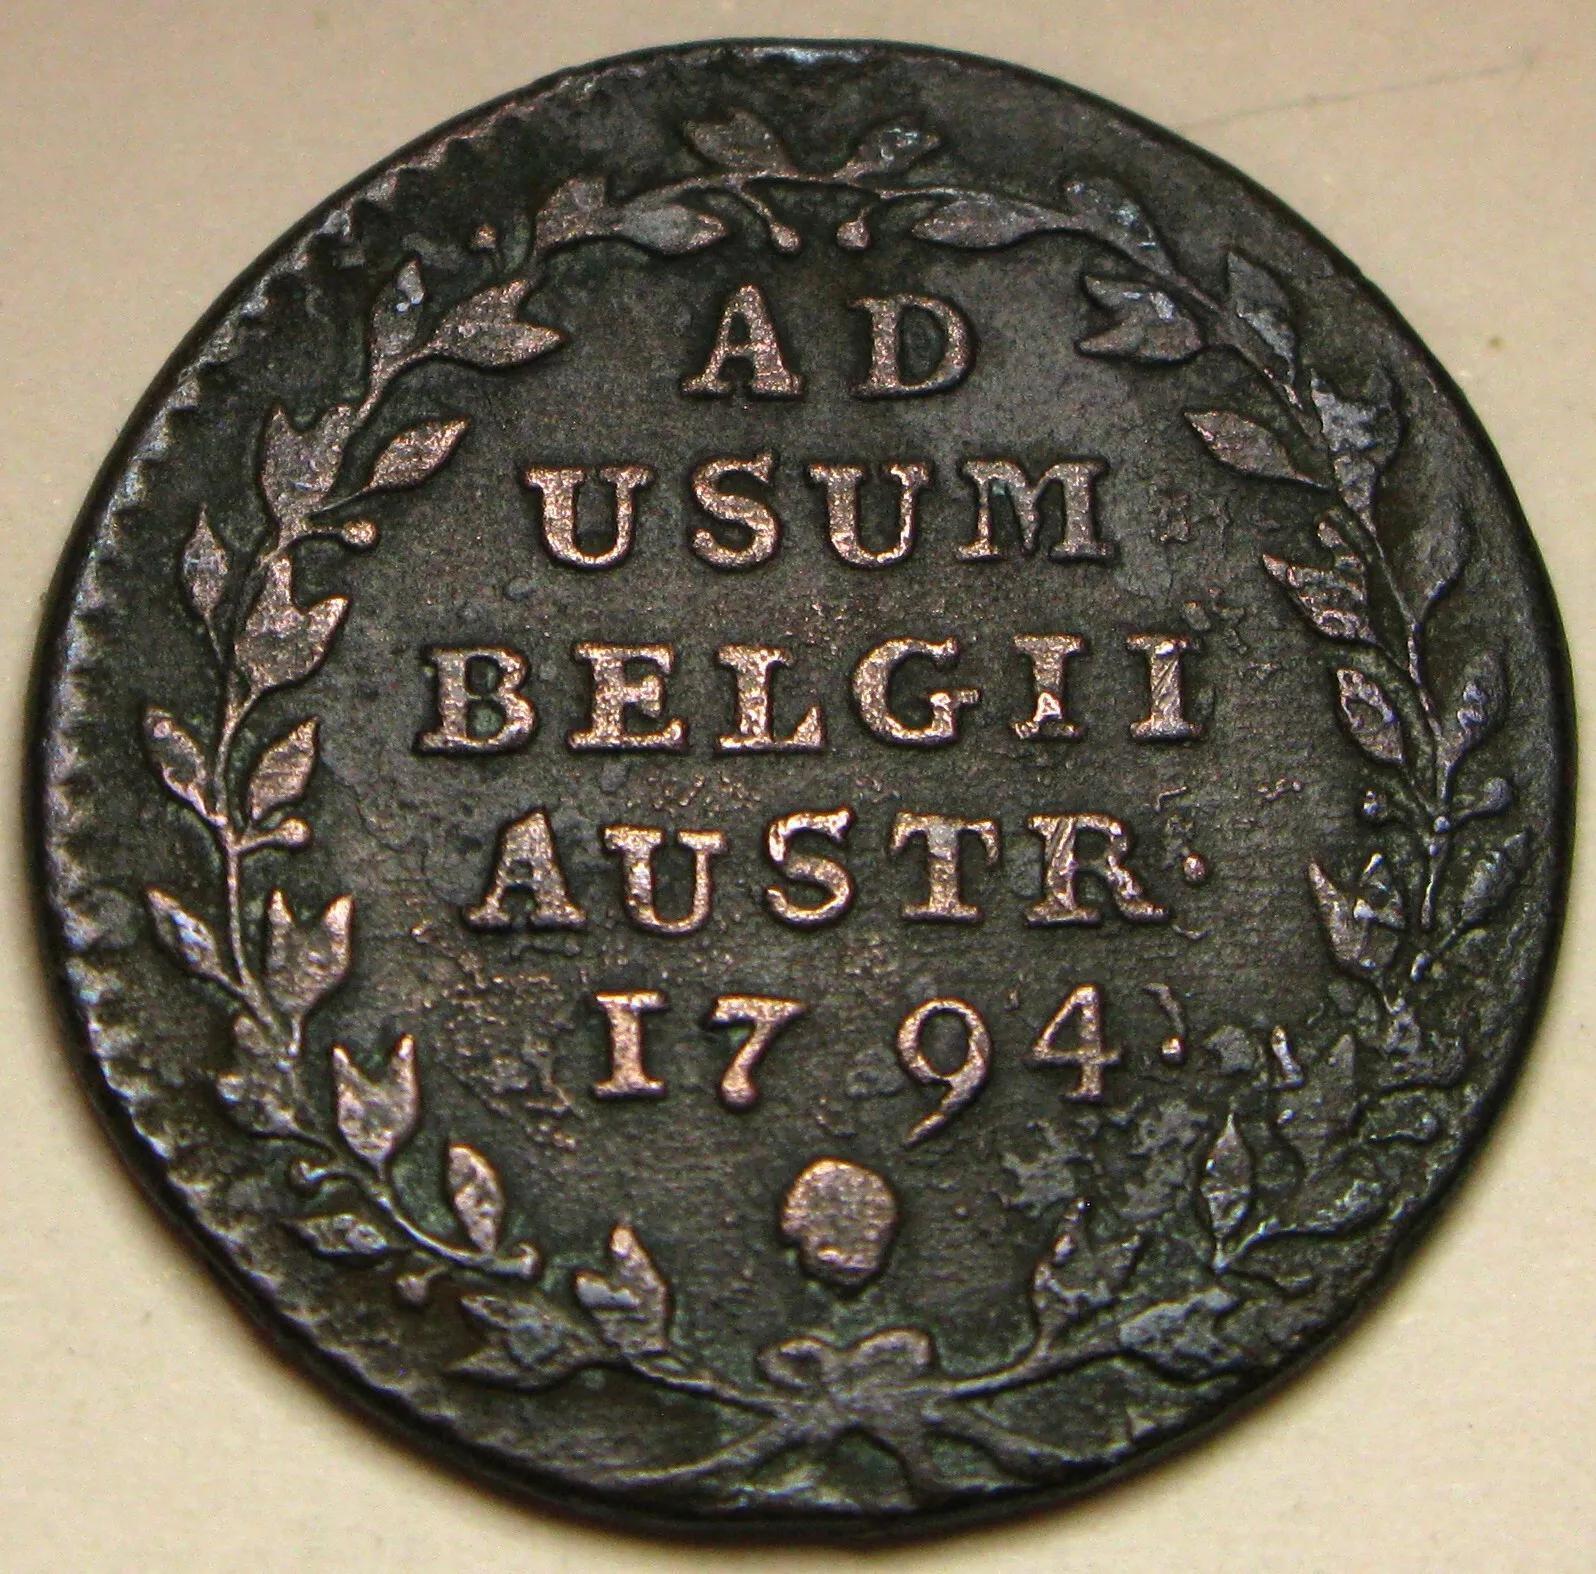 AD
USUM
BELGII
AUSTR.
1794.